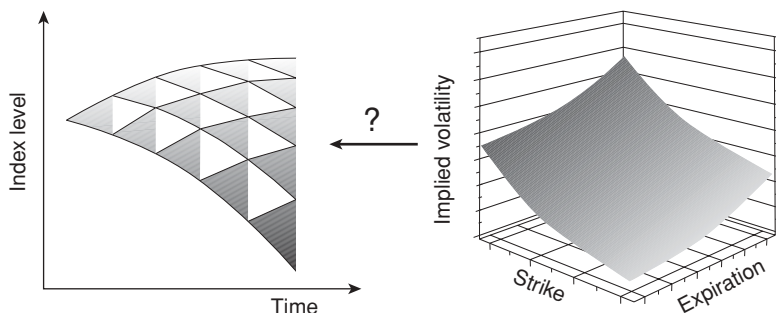 Index level
Time
?
Implied volatility
Strike
Expiration